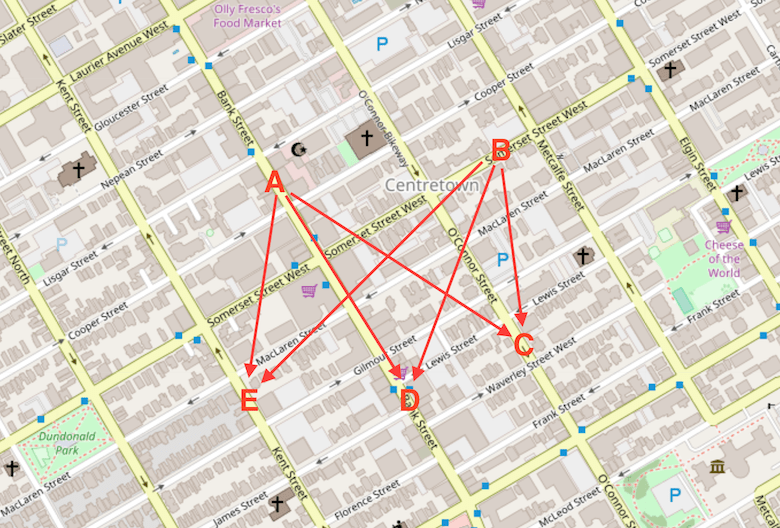 Slater Street
Laurier Avenue West
Olly Fresco's
Food Market
P
Lisgar Street
Somerset Street West
Kent Street
Gloucester Street
Bank Street
O'Connor Bikeway
Cooper Street
MacLaren Street
Nepean Street
A
B
Somerset Street West
Metcalfe Street
MacLaren Street
Elgin Street
Centretown
Lewis S
P
Lisgar Street
Somerset Street West
MacLaren Street
O'Connor Street
P
Cheese
of the
World
Somerset Street West
Cooper Street
Lewis Street
Frank Street
MacLaren Street
Gilmour Street
Lewis Street
C
Waverley Street West
E
D
Bank Street
Frank Street
Dundonald
Park
Kent Street
MacLaren Street
James Street
Florence Street
McLeod Street
O'Connor S
P
Metc